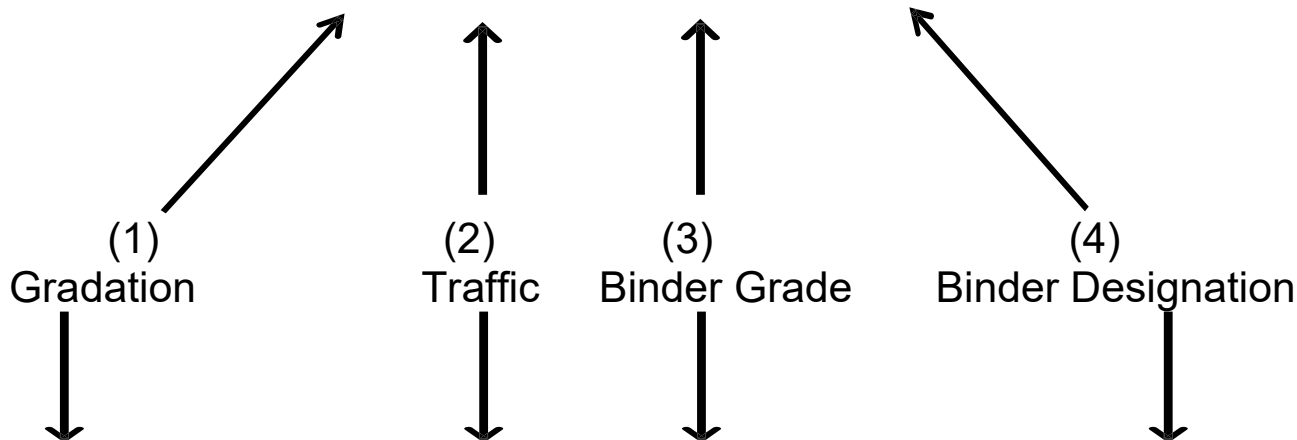 (1) (2) (3) (4)
Gradation Traffic Binder Grade Binder Designation